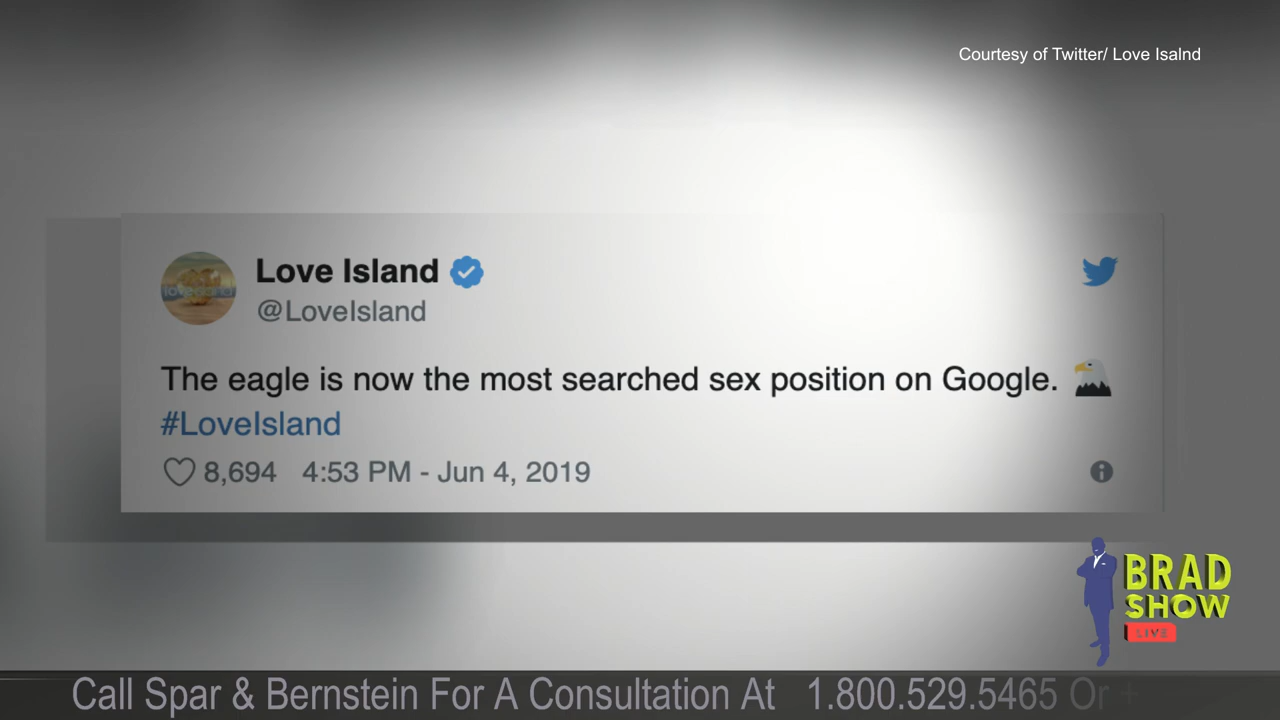 Courtesy of Twitter/ Love Isalnd
Love Island
@LoveIsland
The eagle is now the most searched sex position on Google. 🦅
#LoveIsland
8,694 4:53 PM - Jun 4, 2019
BRAD
SHOW
LIVE
Call Spar & Bernstein For A Consultation At 1.800.529.5465 Or +